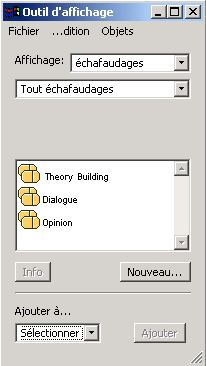 Outil d'affichage
Fichier ...dition Objets
Affichage: échafaudages
Tout échafaudages
Theory Building
Dialogue
Opinion
Info Nouveau...
Ajouter à...
Sélectionner Ajouter